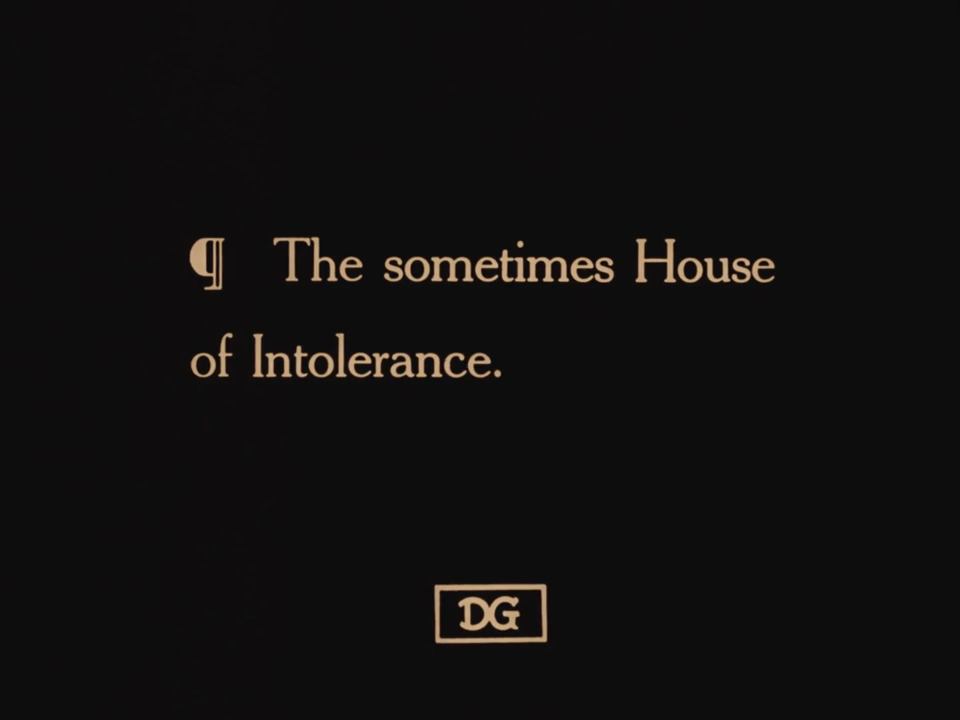 ¶ The sometimes House
of Intolerance.
DG